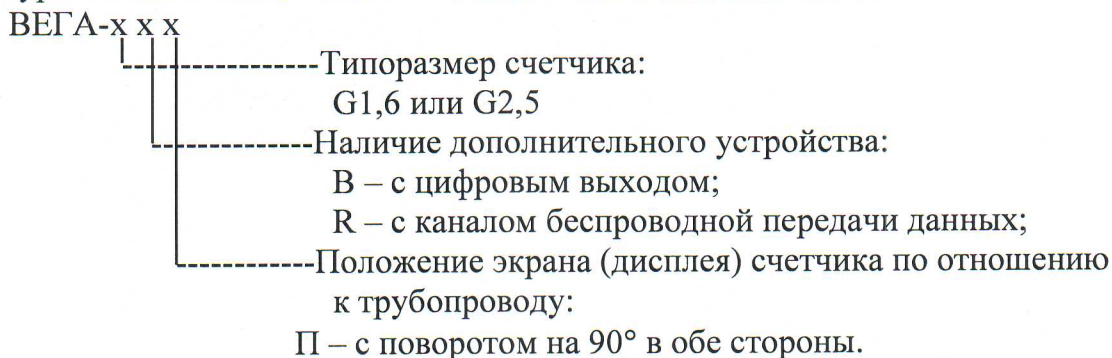 ВЕГА-х х х
Типоразмер счетчика:
G1,6 или G2,5
Наличие дополнительного устройства:
В – с цифровым выходом;
R – с каналом беспроводной передачи данных;
Положение экрана (дисплея) счетчика по отношению
к трубопроводу:
П – с поворотом на 90° в обе стороны.